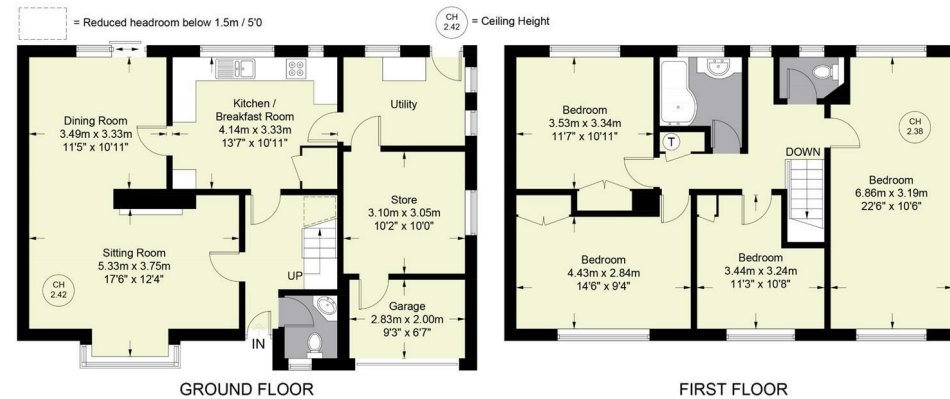 = Reduced headroom below 1.5m / 5'0
CH
2.42
= Ceiling Height
Dining Room
3.49m x 3.33m
11'5" x 10'11"
Kitchen /
Breakfast Room
4.14m x 3.33m
13'7" x 10'11"
Utility
Store
3.10m x 3.05m
10'2" x 10'0"
Sitting Room
5.33m x 3.75m
17'6" x 12'4"
CH
2.42
UP
IN
Garage
2.83m x 2.00m
9'3" x 6'7"
GROUND FLOOR
Bedroom
3.53m x 3.34m
11'7" x 10'11"
T
DOWN
CH
2.38
Bedroom
6.86m x 3.19m
22'6" x 10'6"
Bedroom
4.43m x 2.84m
14'6" x 9'4"
Bedroom
3.44m x 3.24m
11'3" x 10'8"
FIRST FLOOR